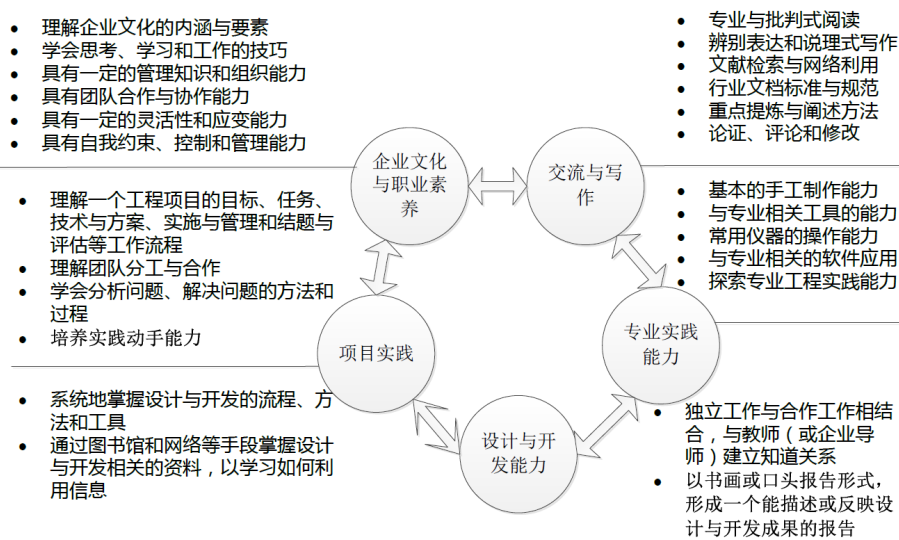 • 理解企业文化的内涵与要素
• 学会思考、学习和工作的技巧
• 具有一定的管理知识和组织能力
• 具有团队合作与协作能力
• 具有一定的灵活性和应变能力
• 具有自我约束、控制和管理能力
• 专业与批判式阅读
• 辨别表达和说理式写作
• 文献检索与网络利用
• 行业文档标准与规范
• 重点提炼与阐述方法
• 论证、评论和修改
企业文化
与职业素
养
交流与写
作
• 理解一个工程项目的目标、任务、
技术与方案、实施与管理和结题与
评估等工作流程
• 理解团队分工与合作
• 学会分析问题、解决问题的方法和
过程
• 培养实践动手能力
• 基本的手工制作能力
• 与专业相关工具的能力
• 常用仪器的操作能力
• 与专业相关的软件应用
• 探索专业工程实践能力
项目实践
专业实践
能力
• 系统地掌握设计与开发的流程、方
法和工具
• 通过图书馆和网络等手段掌握设计
与开发相关的资料，以学习如何利
用信息
设计与开
发能力
• 独立工作与合作工作相结
合，与教师（或企业导
师）建立知道关系
• 以书画或口头报告形式，
形成一个能描述或反映设
计与开发成果的报告